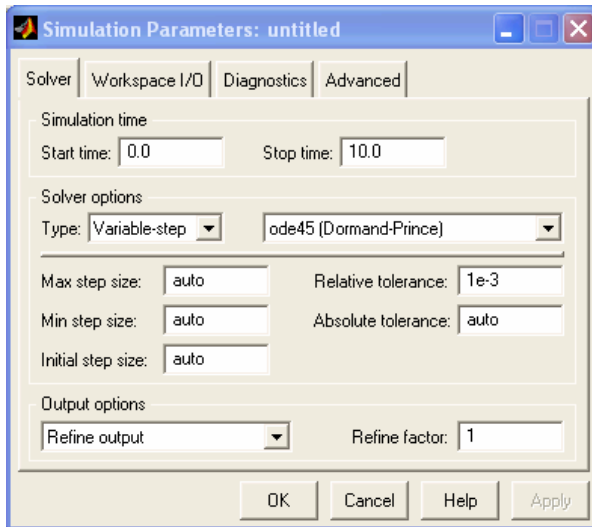 Simulation Parameters: untitled
Solver Workspace I/O Diagnostics Advanced
Simulation time
Start time: 0.0 Stop time: 10.0
Solver options
Type: Variable-step ode45 (Dormand-Prince)
Max step size: auto Relative tolerance: 1e-3
Min step size: auto Absolute tolerance: auto
Initial step size: auto
Output options
Refine output Refine factor: 1
OK Cancel Help Apply